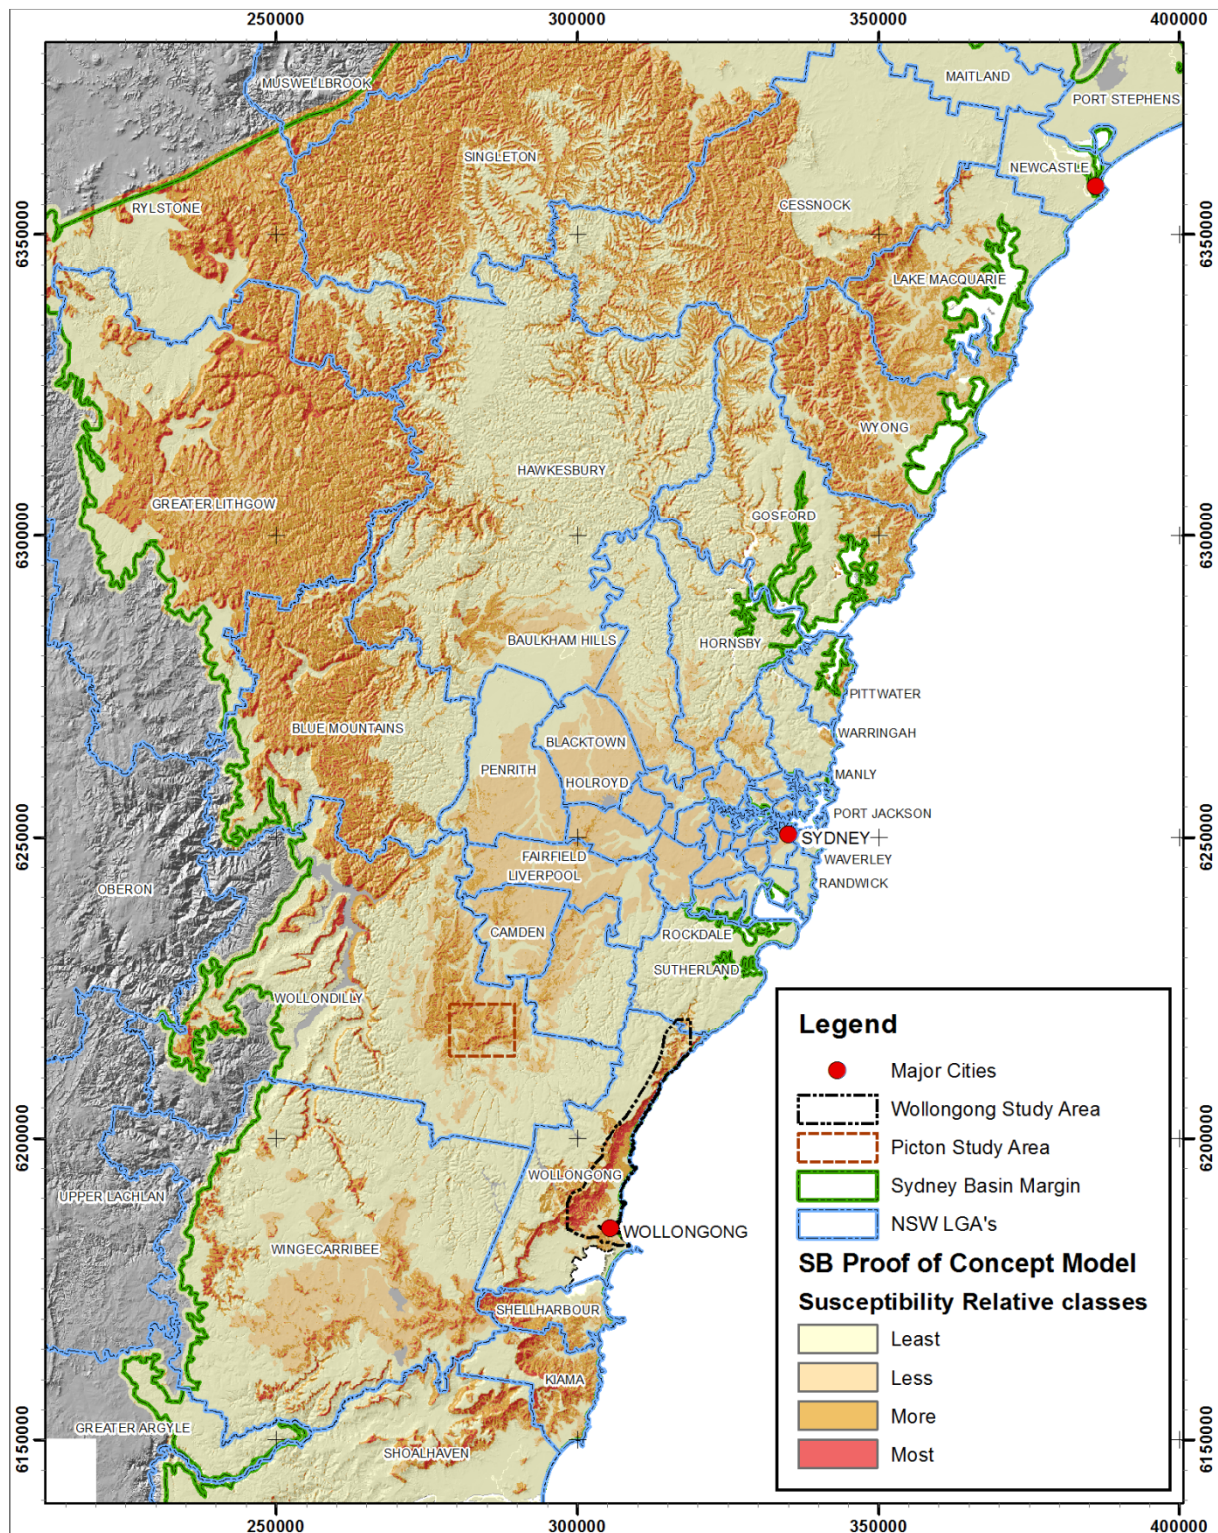 250000 300000 350000 400000
MUSWELLBROOK
MAITLAND
PORT STEPHENS
SINGLETON
NEWCASTLE
RYLSTONE
CESSNOCK
6350000 6350000
LAKE MACQUARIE
WYONG
HAWKESBURY
GREATER LITHGOW
GOSFORD
6300000 6300000
BAULKHAM HILLS
HORNSBY
PITTWATER
BLUE MOUNTAINS
WARRINGAH
BLACKTOWN
PENRITH
HOLROYD
MANLY
PORT JACKSON
6250000 6250000
SYDNEY
FAIRFIELD
WAVERLEY
LIVERPOOL
RANDWICK
OBERON
CAMDEN
ROCKDALE
SUTHERLAND
WOLLONDILLY
Legend
Major Cities
Wollongong Study Area
Picton Study Area
Sydney Basin Margin
NSW LGA's
SB Proof of Concept Model
Susceptibility Relative classes
Least
Less
More
Most
6200000 6200000
WOLLONGONG
UPPER LACHLAN
WOLLONGONG
WINGECARRIBEE
SHELLHARBOUR
KIAMA
GREATER ARGYLE
SHOALHAVEN
6150000 6150000
250000 300000 350000 400000